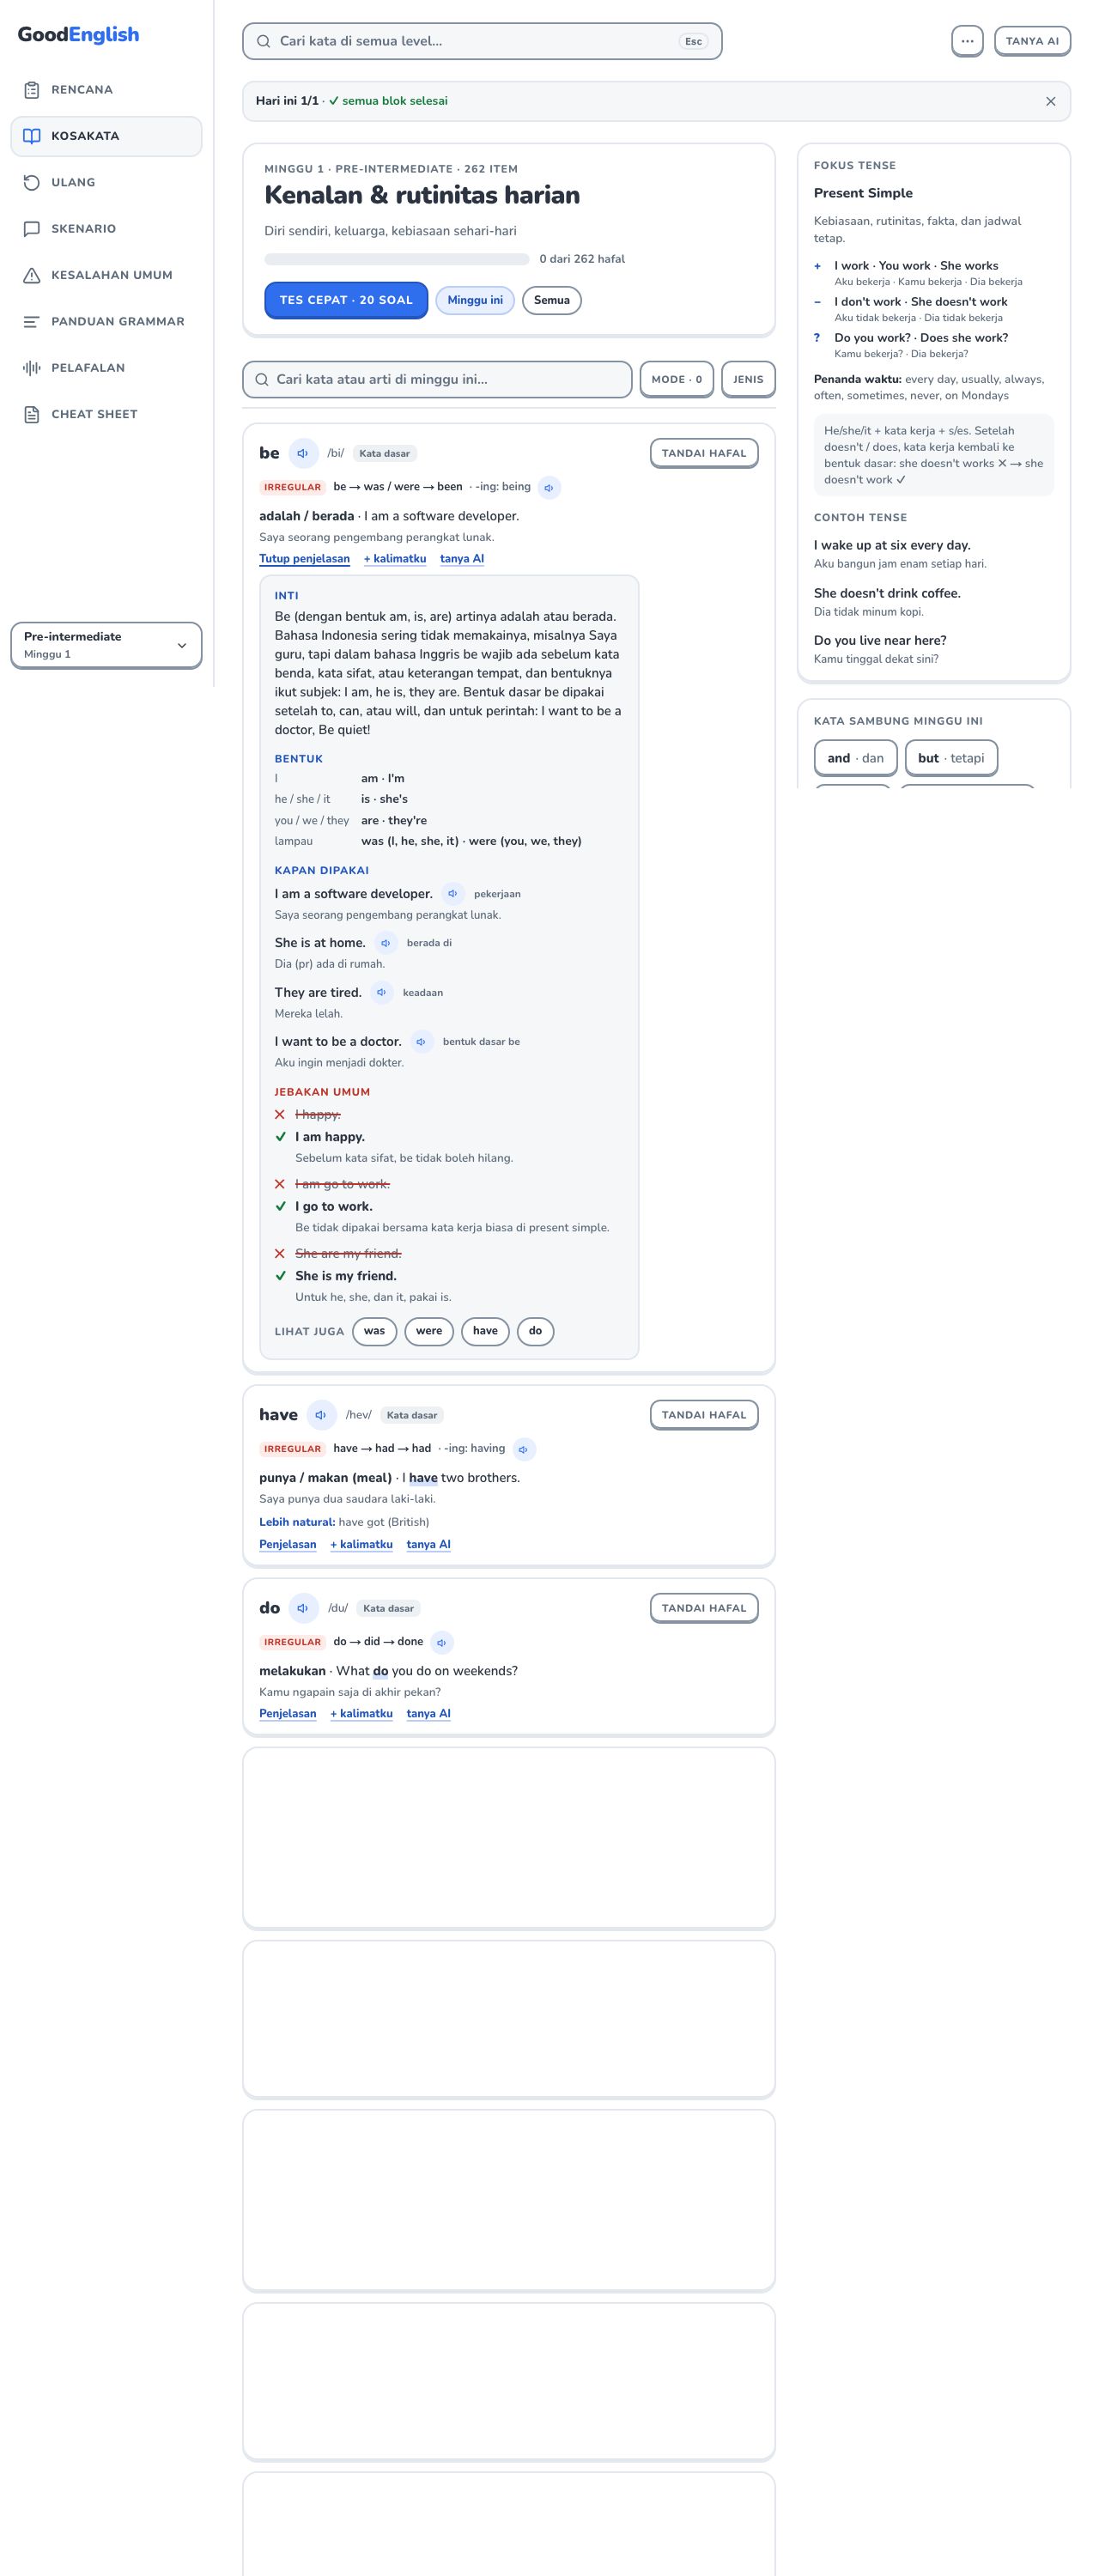 GoodEnglish
RENCANA
KOSAKATA
ULANG
SKENARIO
KESALAHAN UMUM
PANDUAN GRAMMAR
PELAFALAN
CHEAT SHEET
Pre-intermediate
Minggu 1
Cari kata di semua level...
Esc
TANYA AI
Hari ini 1/1 · ✓ semua blok selesai
MINGGU 1 · PRE-INTERMEDIATE · 262 ITEM
Kenalan & rutinitas harian
Diri sendiri, keluarga, kebiasaan sehari-hari
0 dari 262 hafal
TES CEPAT · 20 SOAL
Minggu ini
Semua
Cari kata atau arti di minggu ini...
MODE · 0
JENIS
be /bi/ Kata dasar
TANDAI HAFAL
IRREGULAR be → was / were → been · -ing: being
adalah / berada · I am a software developer.
Saya seorang pengembang perangkat lunak.
Tutup penjelasan + kalimatku tanya AI
INTI
Be (dengan bentuk am, is, are) artinya adalah atau berada.
Bahasa Indonesia sering tidak memakainya, misalnya Saya
guru, tapi dalam bahasa Inggris be wajib ada sebelum kata
benda, kata sifat, atau keterangan tempat, dan bentuknya
ikut subjek: I am, he is, they are. Bentuk dasar be dipakai
setelah to, can, atau will, dan untuk perintah: I want to be a
doctor, Be quiet!
BENTUK
I am · I'm
he / she / it is · she's
you / we / they are · they're
lampau was (I, he, she, it) · were (you, we, they)
KAPAN DIPAKAI
I am a software developer. pekerjaan
Saya seorang pengembang perangkat lunak.
She is at home. berada di
Dia (pr) ada di rumah.
They are tired. keadaan
Mereka lelah.
I want to be a doctor. bentuk dasar be
Aku ingin menjadi dokter.
JEBAKAN UMUM
✕ I happy.
✓ I am happy.
Sebelum kata sifat, be tidak boleh hilang.
✕ I am go to work.
✓ I go to work.
Be tidak dipakai bersama kata kerja biasa di present simple.
✕ She are my friend.
✓ She is my friend.
Untuk he, she, dan it, pakai is.
LIHAT JUGA was were have do
have /hev/ Kata dasar
TANDAI HAFAL
IRREGULAR have → had → had · -ing: having
punya / makan (meal) · I have two brothers.
Saya punya dua saudara laki-laki.
Lebih natural: have got (British)
Penjelasan + kalimatku tanya AI
do /du/ Kata dasar
TANDAI HAFAL
IRREGULAR do → did → done
melakukan · What do you do on weekends?
Kamu ngapain saja di akhir pekan?
Penjelasan + kalimatku tanya AI
FOKUS TENSE
Present Simple
Kebiasaan, rutinitas, fakta, dan jadwal
tetap.
+ I work · You work · She works
Aku bekerja · Kamu bekerja · Dia bekerja
− I don't work · She doesn't work
Aku tidak bekerja · Dia tidak bekerja
? Do you work? · Does she work?
Kamu bekerja? · Dia bekerja?
Penanda waktu: every day, usually, always,
often, sometimes, never, on Mondays
He/she/it + kata kerja + s/es. Setelah
doesn't / does, kata kerja kembali ke
bentuk dasar: she doesn't works ✕ → she
doesn't work ✓
CONTOH TENSE
I wake up at six every day.
Aku bangun jam enam setiap hari.
She doesn't drink coffee.
Dia tidak minum kopi.
Do you live near here?
Kamu tinggal dekat sini?
KATA SAMBUNG MINGGU INI
and · dan
but · tetapi